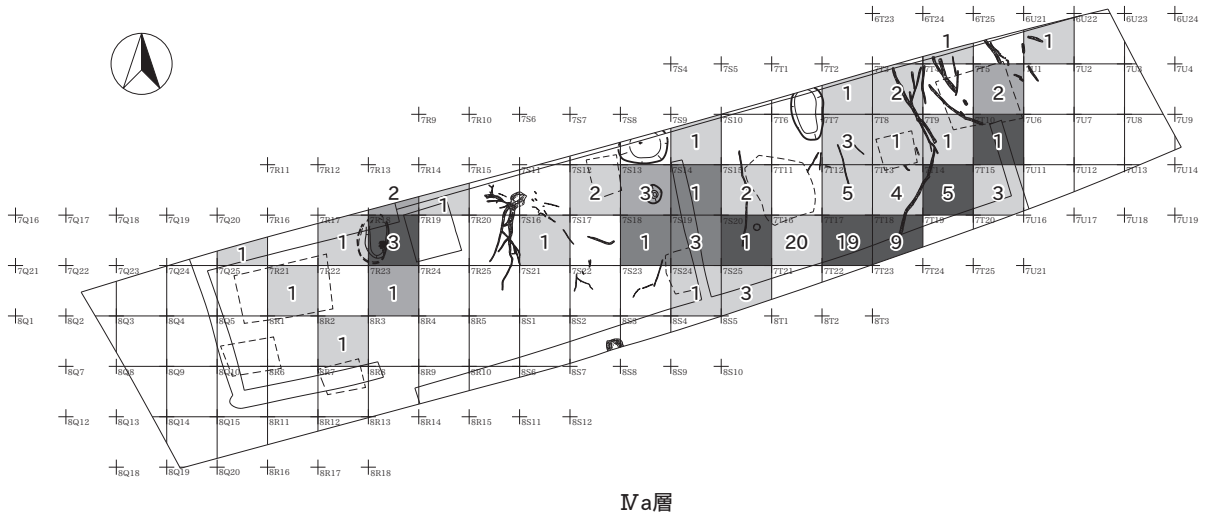 6T23 6T24 6T25 6U21 6U23 6U24
1 1
7S4 7S5 7T1 7T2 7T3 7T4 7T5 7U1 7U2 7U3 7U4
1 2 2
7R9 7R10 7S6 7S7 7S8 7S9 7S10 7T6 7T7 7T8 7T9 7T10 7U6 7U7 7U8 7U9
1 3 1 1 1
7R11 7R12 7R13 7R14 7R15 7S11 7S12 7S13 7S14 7S15 7T11 7T12 7T13 7T14 7T15 7U11 7U12 7U13 7U14
2 1 2 3 1 2 5 4 5 3
7Q16 7Q17 7Q18 7Q19 7Q20 7R16 7R17 7R18 7R19 7R20 7S16 7S17 7S18 7S19 7S20 7T16 7T17 7T18 7T19 7T20 7U16 7U17 7U18
1 1 3 1 1 3 1 20 19 9
7Q21 7Q22 7Q23 7Q24 7R21 7R22 7R23 7S21 7S22 7S23 7S24 7S25 7T21 7T22 7T23 7T24 7T25 7U21
1 1 1 3
8Q1 8Q2 8Q3 8Q4 8Q5 8R1 8R2 8R3 8R4 8R5 8S1 8S2 8S3 8S4 8S5 8T1 8T2 8T3
1
8Q7 8Q8 8Q9 8Q10 8R6 8R7 8R8 8R9 8R10 8S6 8S7 8S8 8S9 8S10
8Q12 8Q13 8Q14 8Q15 8R11 8R12 8R13 8R14 8R15 8S11 8S12
8Q18 8Q19 8Q20 8R16 8R17 8R18
Ⅳa層